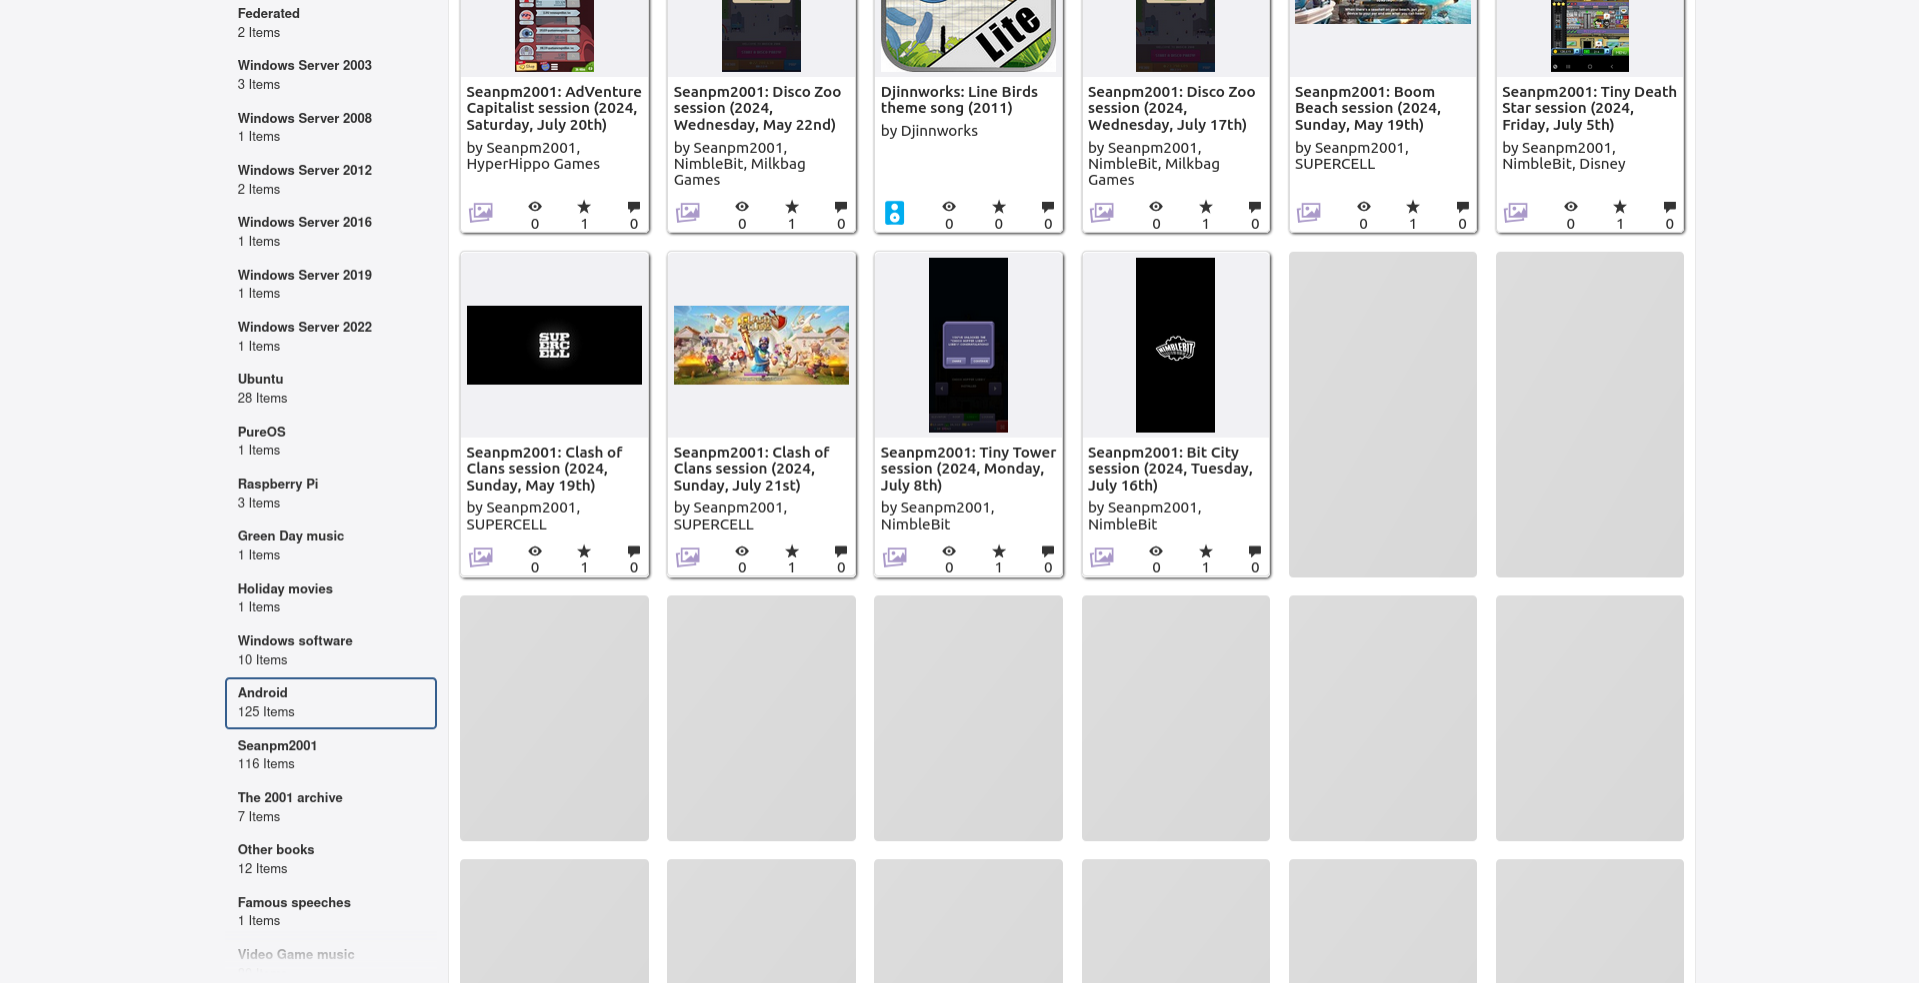 Federated
2 Items
Windows Server 2003
3 Items
Windows Server 2008
1 Items
Windows Server 2012
2 Items
Windows Server 2016
1 Items
Windows Server 2019
1 Items
Windows Server 2022
1 Items
Ubuntu
28 Items
PureOS
1 Items
Raspberry Pi
3 Items
Green Day music
1 Items
Holiday movies
1 Items
Windows software
10 Items
Android
125 Items
Seanpm2001
116 Items
The 2001 archive
7 Items
Other books
12 Items
Famous speeches
1 Items
Video Game music
Lite
Seanpm2001: AdVenture
Capitalist session (2024,
Saturday, July 20th)
by Seanpm2001,
HyperHippo Games
0 1 0
Seanpm2001: Disco Zoo
session (2024,
Wednesday, May 22nd)
by Seanpm2001,
NimbleBit, Milkbag
Games
0 1 0
Djinnworks: Line Birds
theme song (2011)
by Djinnworks
0 0 0
Seanpm2001: Disco Zoo
session (2024,
Wednesday, July 17th)
by Seanpm2001,
NimbleBit, Milkbag
Games
0 1 0
Seanpm2001: Boom
Beach session (2024,
Sunday, May 19th)
by Seanpm2001,
SUPERCELL
0 1 0
Seanpm2001: Tiny Death
Star session (2024,
Friday, July 5th)
by Seanpm2001,
NimbleBit, Disney
0 1 0
SUP
ERC
ELL
Seanpm2001: Clash of
Clans session (2024,
Sunday, May 19th)
by Seanpm2001,
SUPERCELL
0 1 0
Seanpm2001: Clash of
Clans session (2024,
Sunday, July 21st)
by Seanpm2001,
SUPERCELL
0 1 0
Seanpm2001: Tiny Tower
session (2024, Monday,
July 8th)
by Seanpm2001,
NimbleBit
0 1 0
NIMBLEBIT
Seanpm2001: Bit City
session (2024, Tuesday,
July 16th)
by Seanpm2001,
NimbleBit
0 1 0